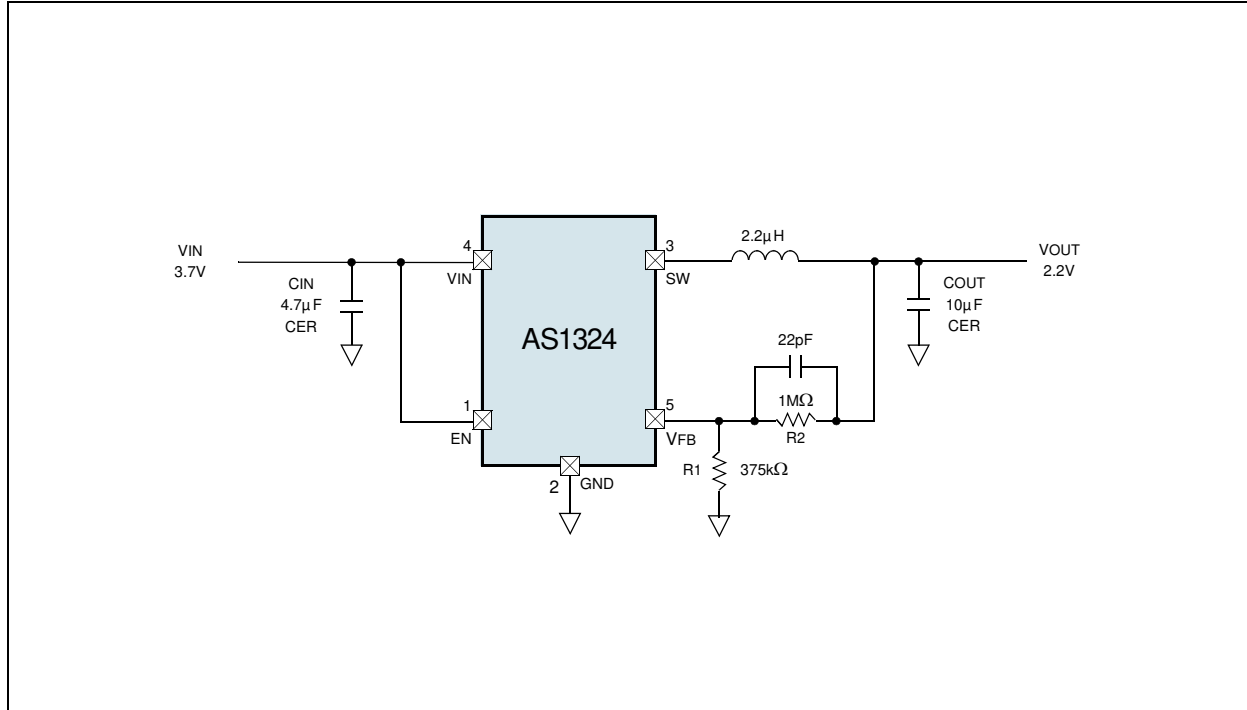 VIN
3.7V
CIN
4.7µF
CER
4
VIN
1
EN
AS1324
2
GND
3
SW
2.2µH
5
VFB
R1
375kΩ
22pF
1MΩ
R2
VOUT
2.2V
COUT
10µF
CER